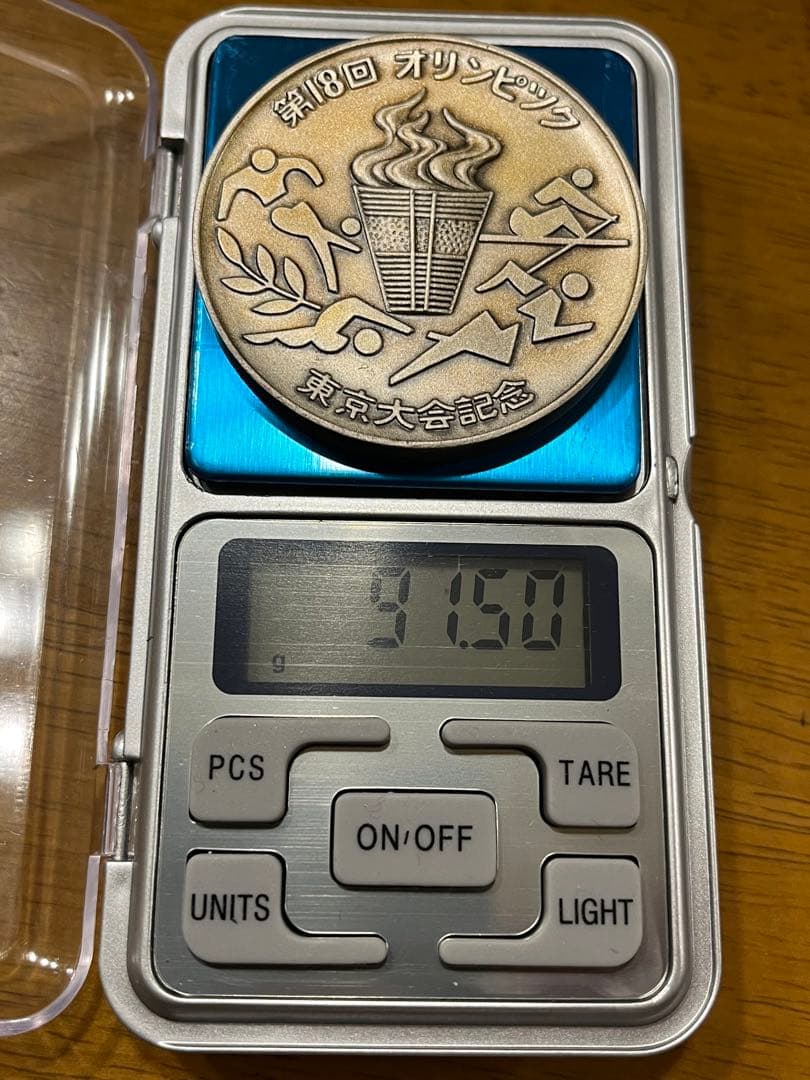 第18回 オリンピック
東京大会記念
91.50
g
PCS
TARE
ON/OFF
UNITS
LIGHT